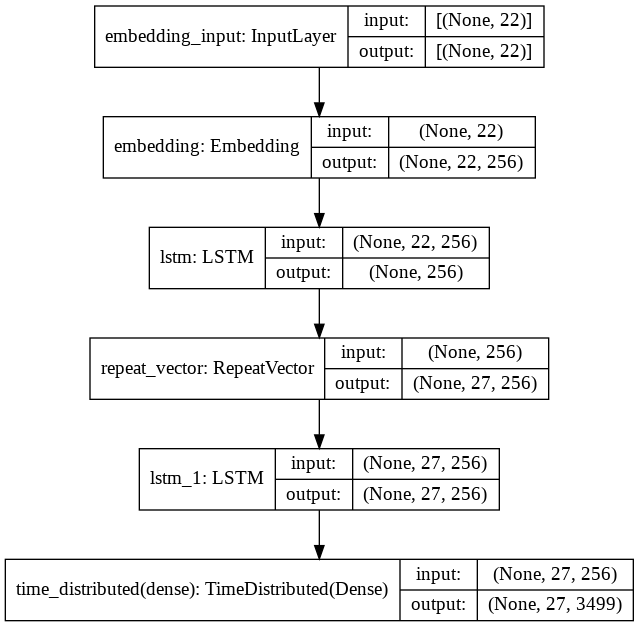 embedding_input: InputLayer
input: [(None, 22)]
output: [(None, 22)]
embedding: Embedding
input: (None, 22)
output: (None, 22, 256)
lstm: LSTM
input: (None, 22, 256)
output: (None, 256)
repeat_vector: RepeatVector
input: (None, 256)
output: (None, 27, 256)
lstm_1: LSTM
input: (None, 27, 256)
output: (None, 27, 256)
time_distributed(dense): TimeDistributed(Dense)
input: (None, 27, 256)
output: (None, 27, 3499)